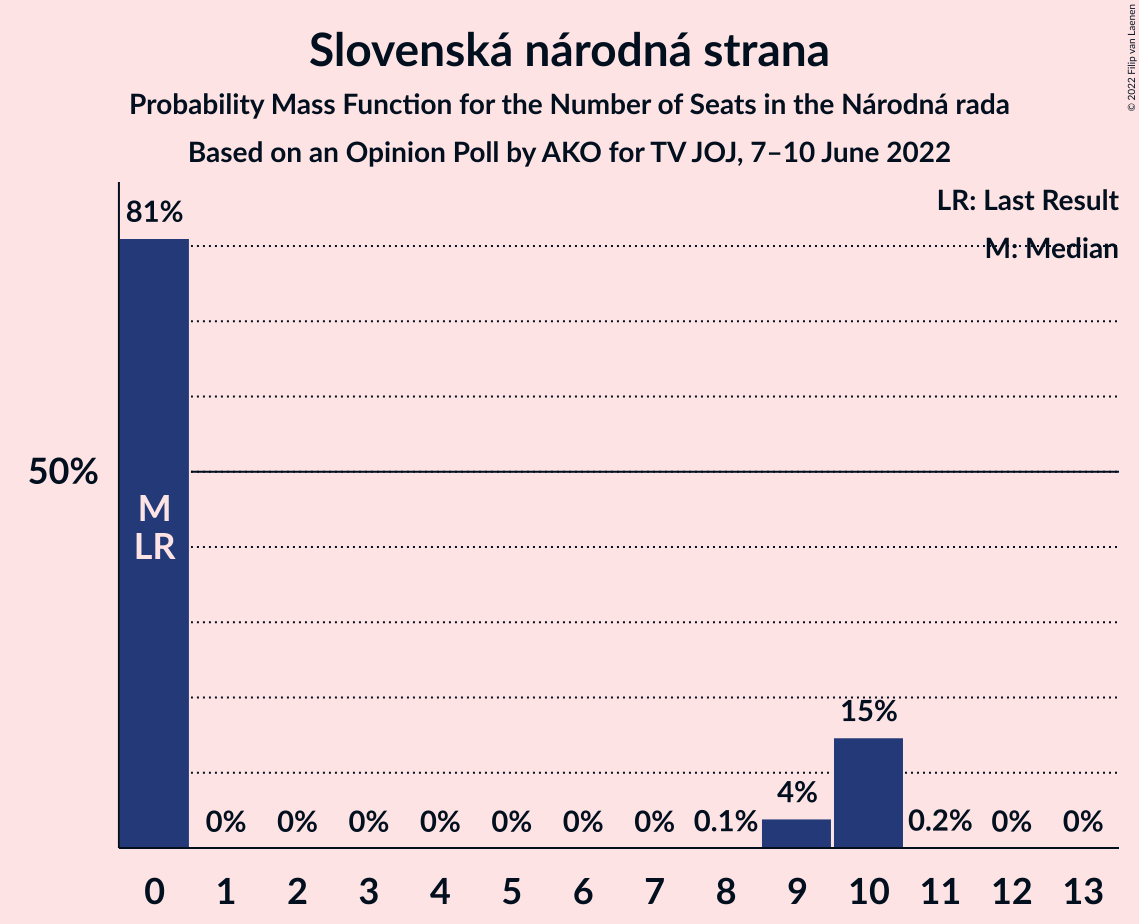 Slovenská národná strana
Probability Mass Function for the Number of Seats in the Národná rada
Based on an Opinion Poll by AKO for TV JOJ, 7–10 June 2022
© 2022 Filip van Laenen
LR: Last Result
M: Median
81%
50%
M
LR
15%
4%
0% 0% 0% 0% 0% 0% 0% 0.1% 0.2% 0% 0%
0 1 2 3 4 5 6 7 8 9 10 11 12 13